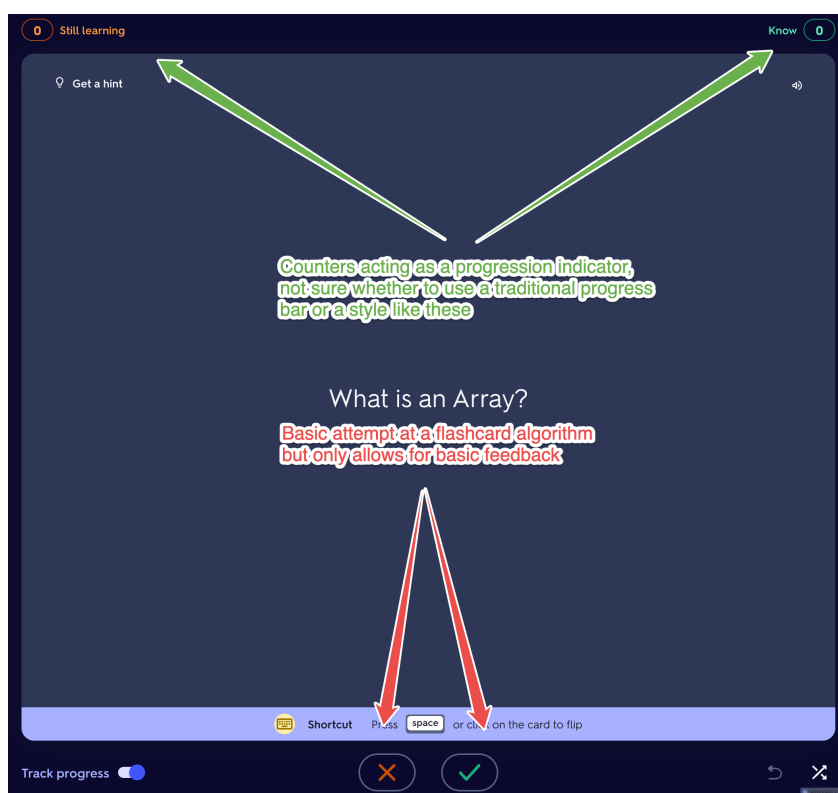 0 Still learning
Know 0
Get a hint
Counters acting as a progression indicator,
not sure whether to use a traditional progress
bar or a style like these
What is an Array?
Basic attempt at a flashcard algorithm
but only allows for basic feedback
Shortcut Press space or click on the card to flip
Track progress